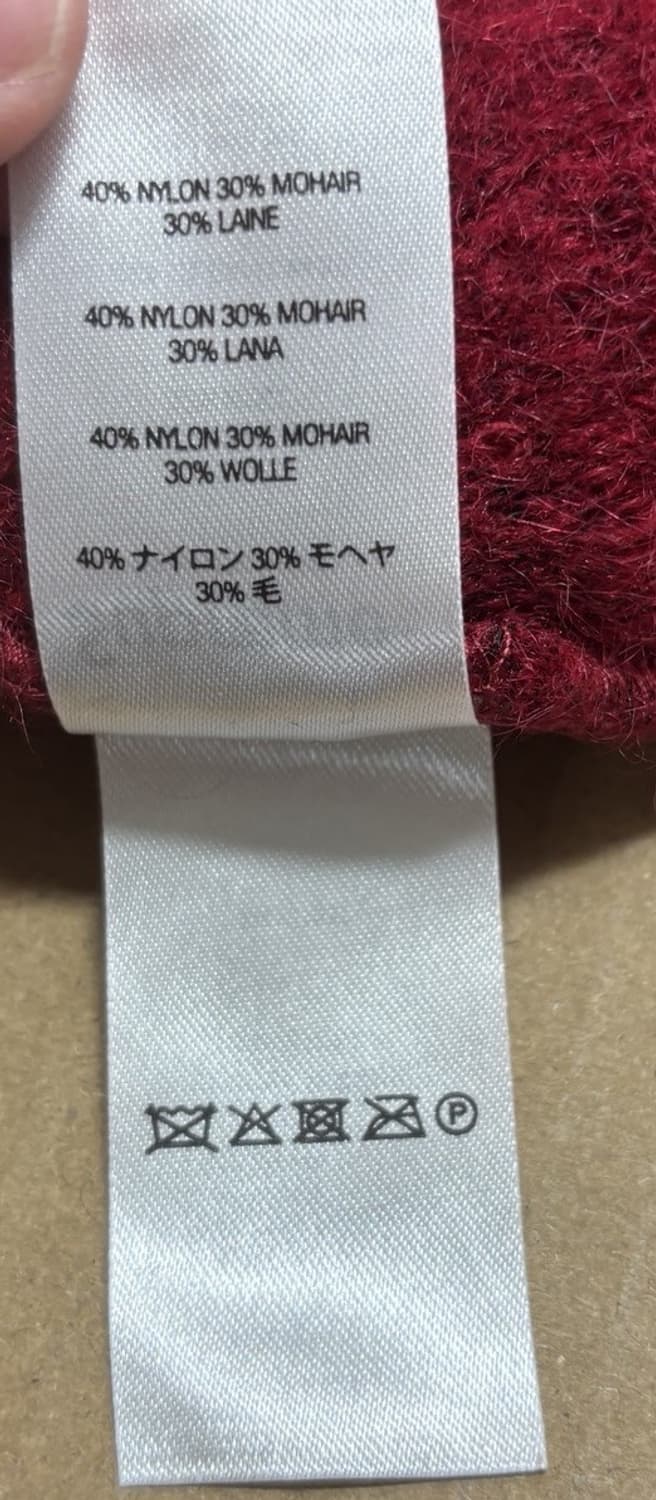 40% NYLON 30% MOHAIR
30% LAINE
40% NYLON 30% MOHAIR
30% LANA
40% NYLON 30% MOHAIR
30% WOLLE
40% ナイロン 30% モヘヤ
30% 毛
P